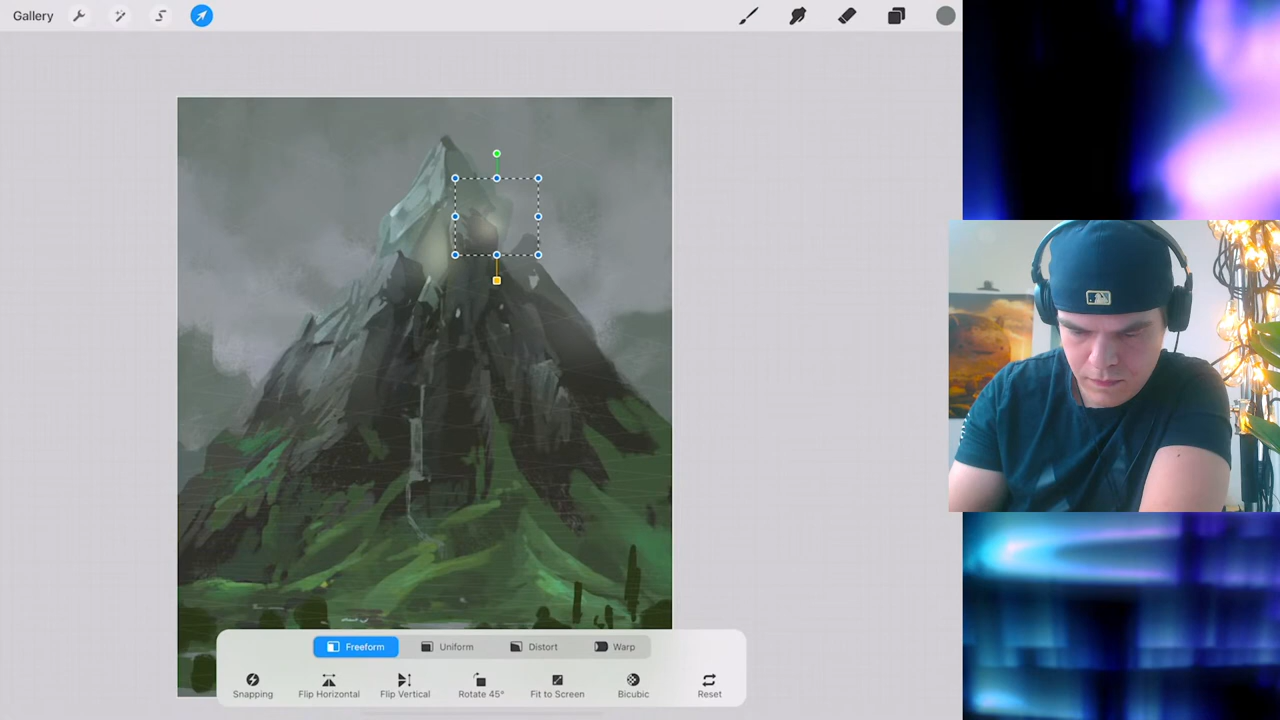 Gallery
Freeform
Uniform
Distort
Warp
Snapping
Flip Horizontal
Flip Vertical
Rotate 45°
Fit to Screen
Bicubic
Reset